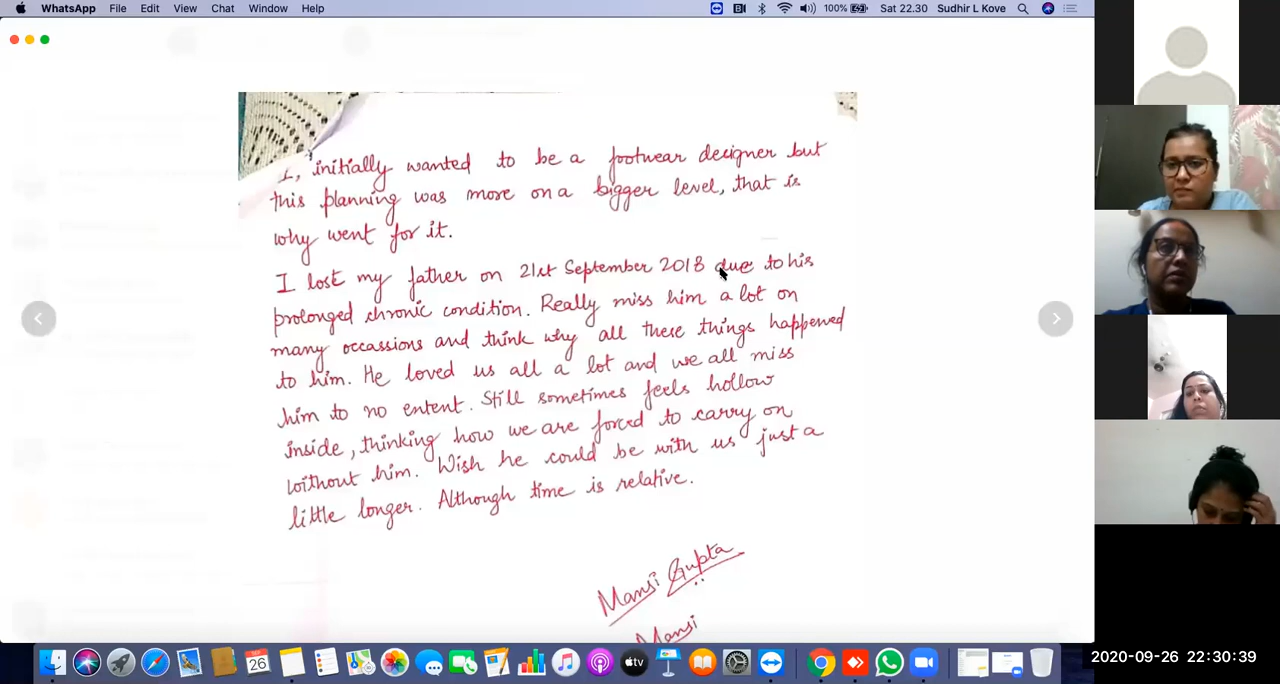 WhatsApp File Edit View Chat Window Help 100% Sat 22.30 Sudhir L Kove
I, initially wanted to be a footwear designer but
this planning was more on a bigger level, that is
why went for it.
I lost my father on 21st September 2018 due to his
prolonged chronic condition. Really miss him a lot on
many occassions and think why all these things happened
to him. He loved us all a lot and we all miss
him to no entent. Still sometimes feels hollow
inside, thinking how we are forced to carry on
without him. Wish he could be with us just a
little longer. Although time is relative.
Mansi Gupta
Mansi
SEP 26 tv
2020-09-26 22:30:39